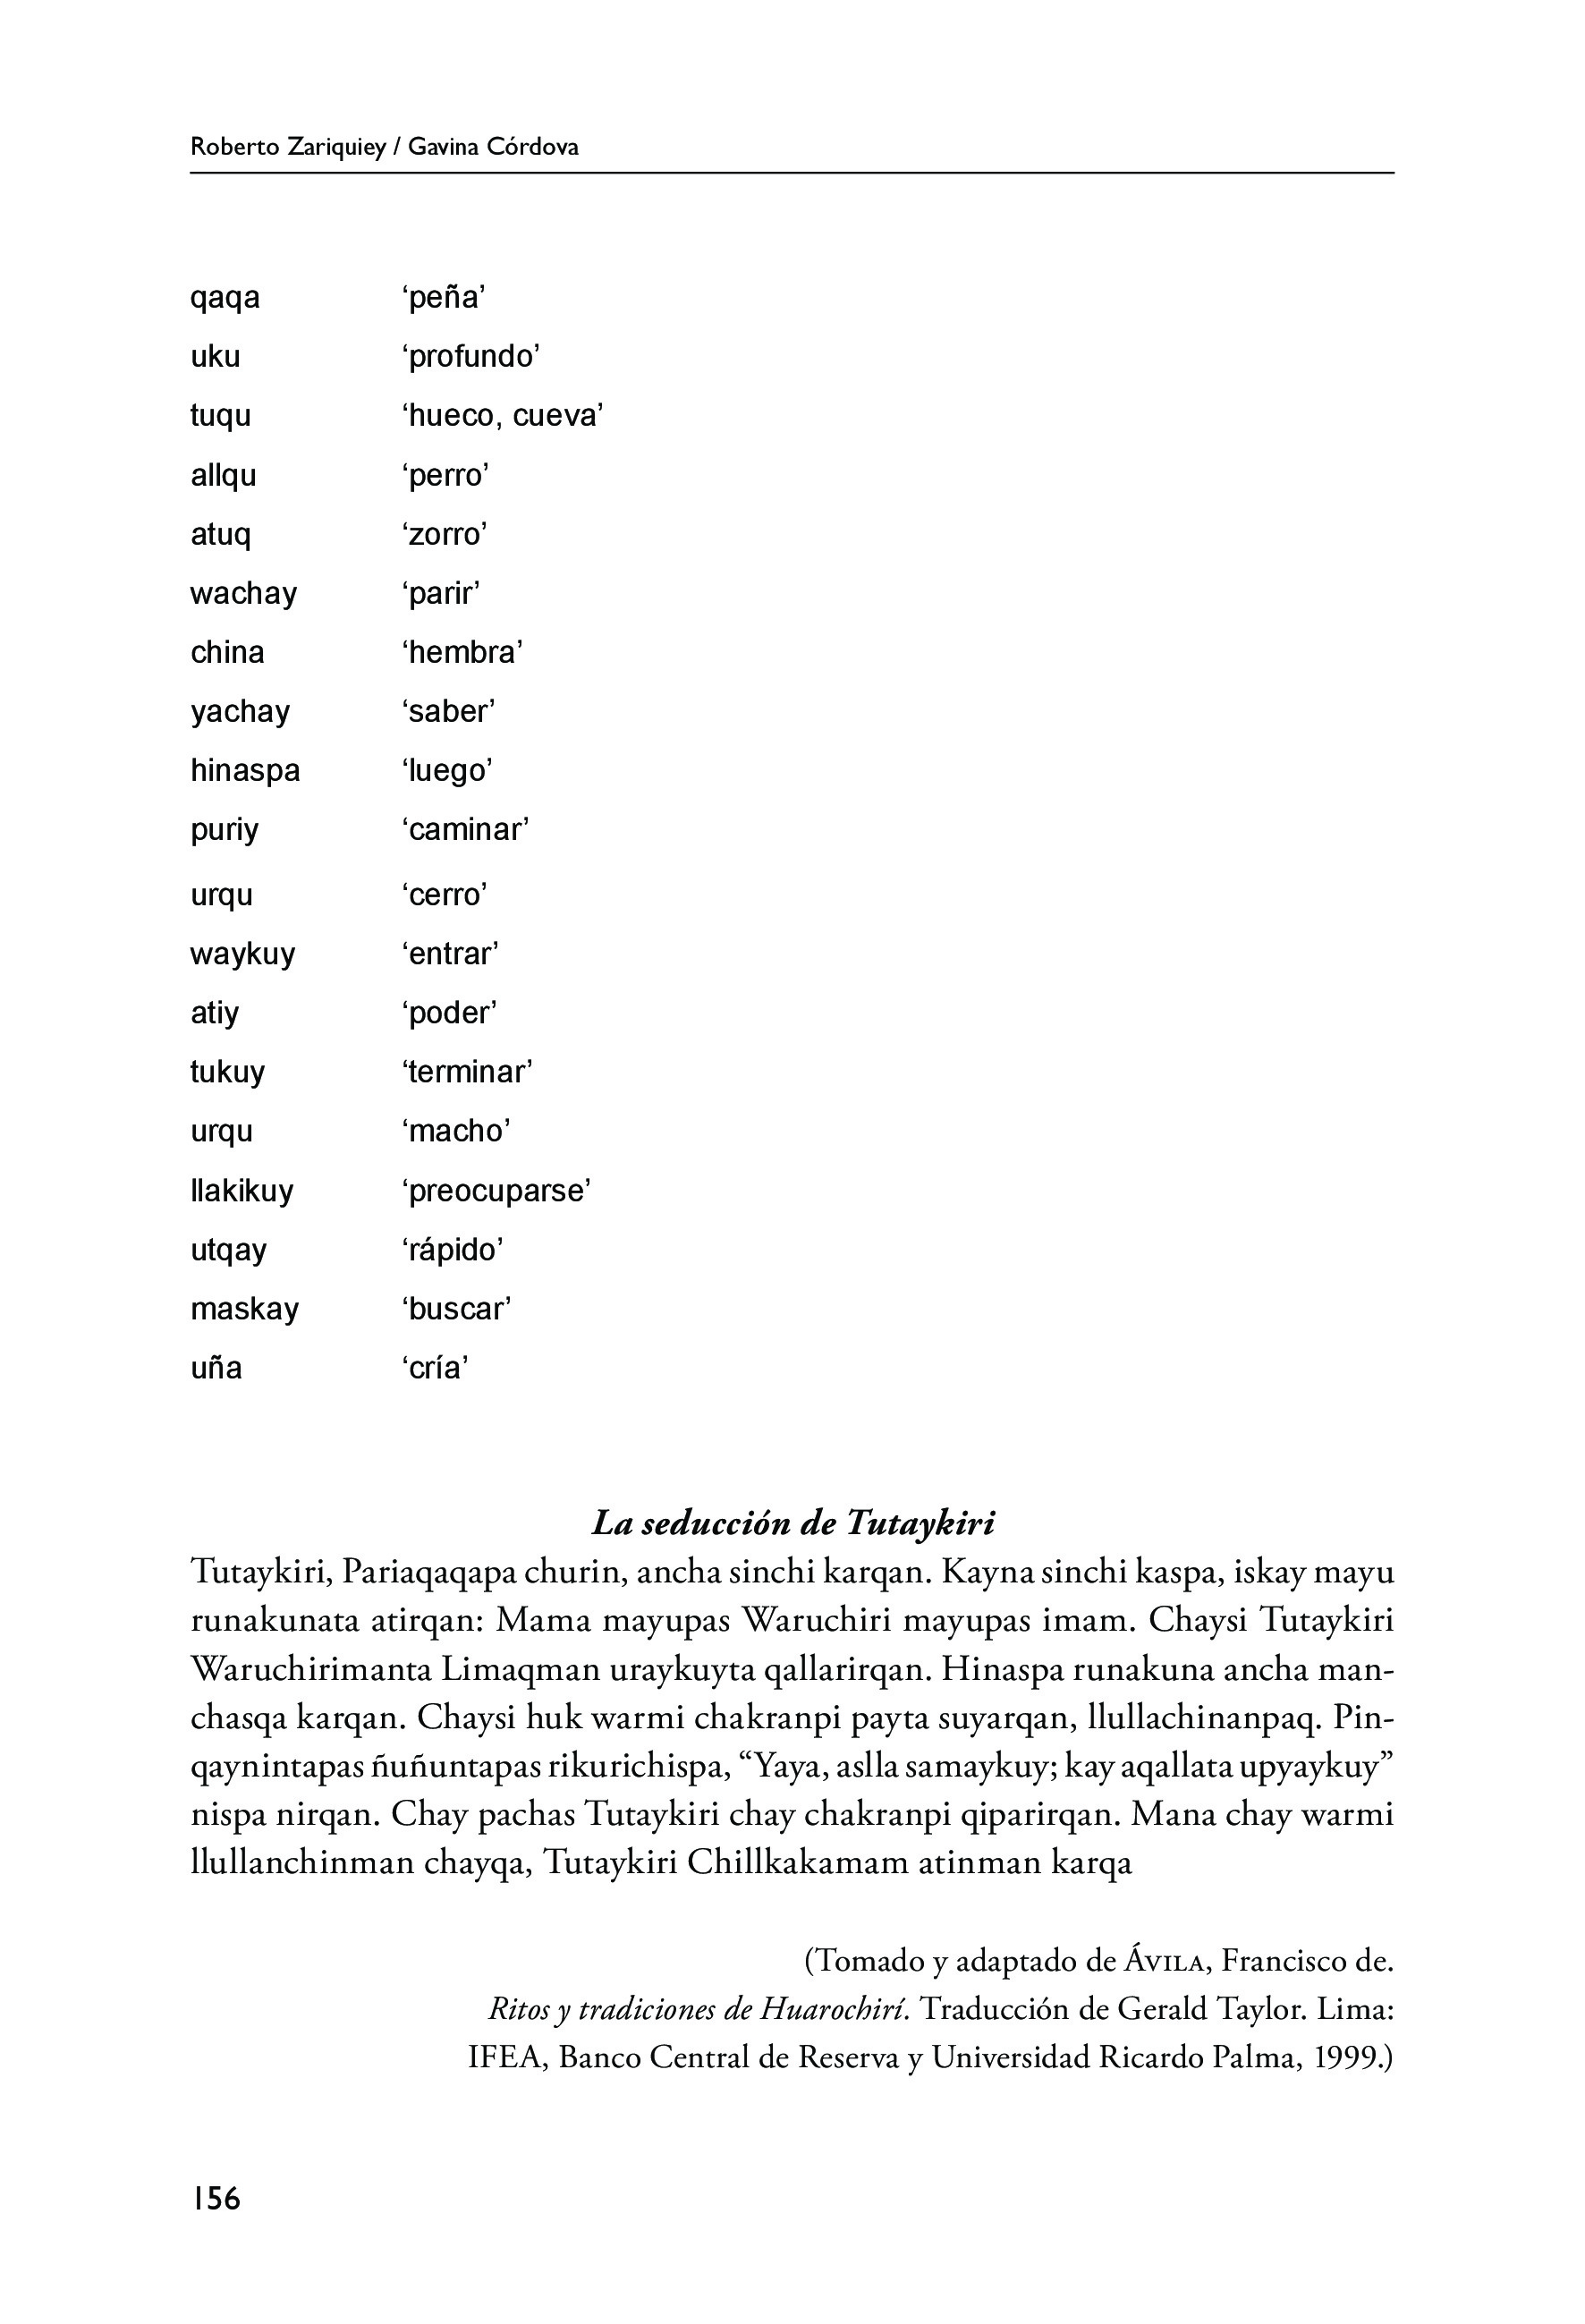 Roberto Zariquiey / Gavina Córdova
qaqa ‘peña’
uku ‘profundo’
tuqu ‘hueco, cueva’
allqu ‘perro’
atuq ‘zorro’
wachay ‘parir’
china ‘hembra’
yachay ‘saber’
hinaspa ‘luego’
puriy ‘caminar’
urqu ‘cerro’
waykuy ‘entrar’
atiy ‘poder’
tukuy ‘terminar’
urqu ‘macho’
llakikuy ‘preocuparse’
utqay ‘rápido’
maskay ‘buscar’
uña ‘cría’
La seducción de Tutaykiri
Tutaykiri, Pariaqaqapa churin, ancha sinchi karqan. Kayna sinchi kaspa, iskay mayu
runakunata atirqan: Mama mayupas Waruchiri mayupas imam. Chaysi Tutaykiri
Waruchirimanta Limaqman uraykuyta qallarirqan. Hinaspa runakuna ancha man-
chasqa karqan. Chaysi huk warmi chakranpi payta suyarqan, llullachinanpaq. Pin-
qaynintapas ñuñuntapas rikurichispa, “Yaya, aslla samaykuy; kay aqallata upyaykuy”
nispa nirqan. Chay pachas Tutaykiri chay chakranpi qiparirqan. Mana chay warmi
llullanchinman chayqa, Tutaykiri Chillkakamam atinman karqa
(Tomado y adaptado de Ávila, Francisco de.
Ritos y tradiciones de Huarochirí. Traducción de Gerald Taylor. Lima:
IFEA, Banco Central de Reserva y Universidad Ricardo Palma, 1999.)
156